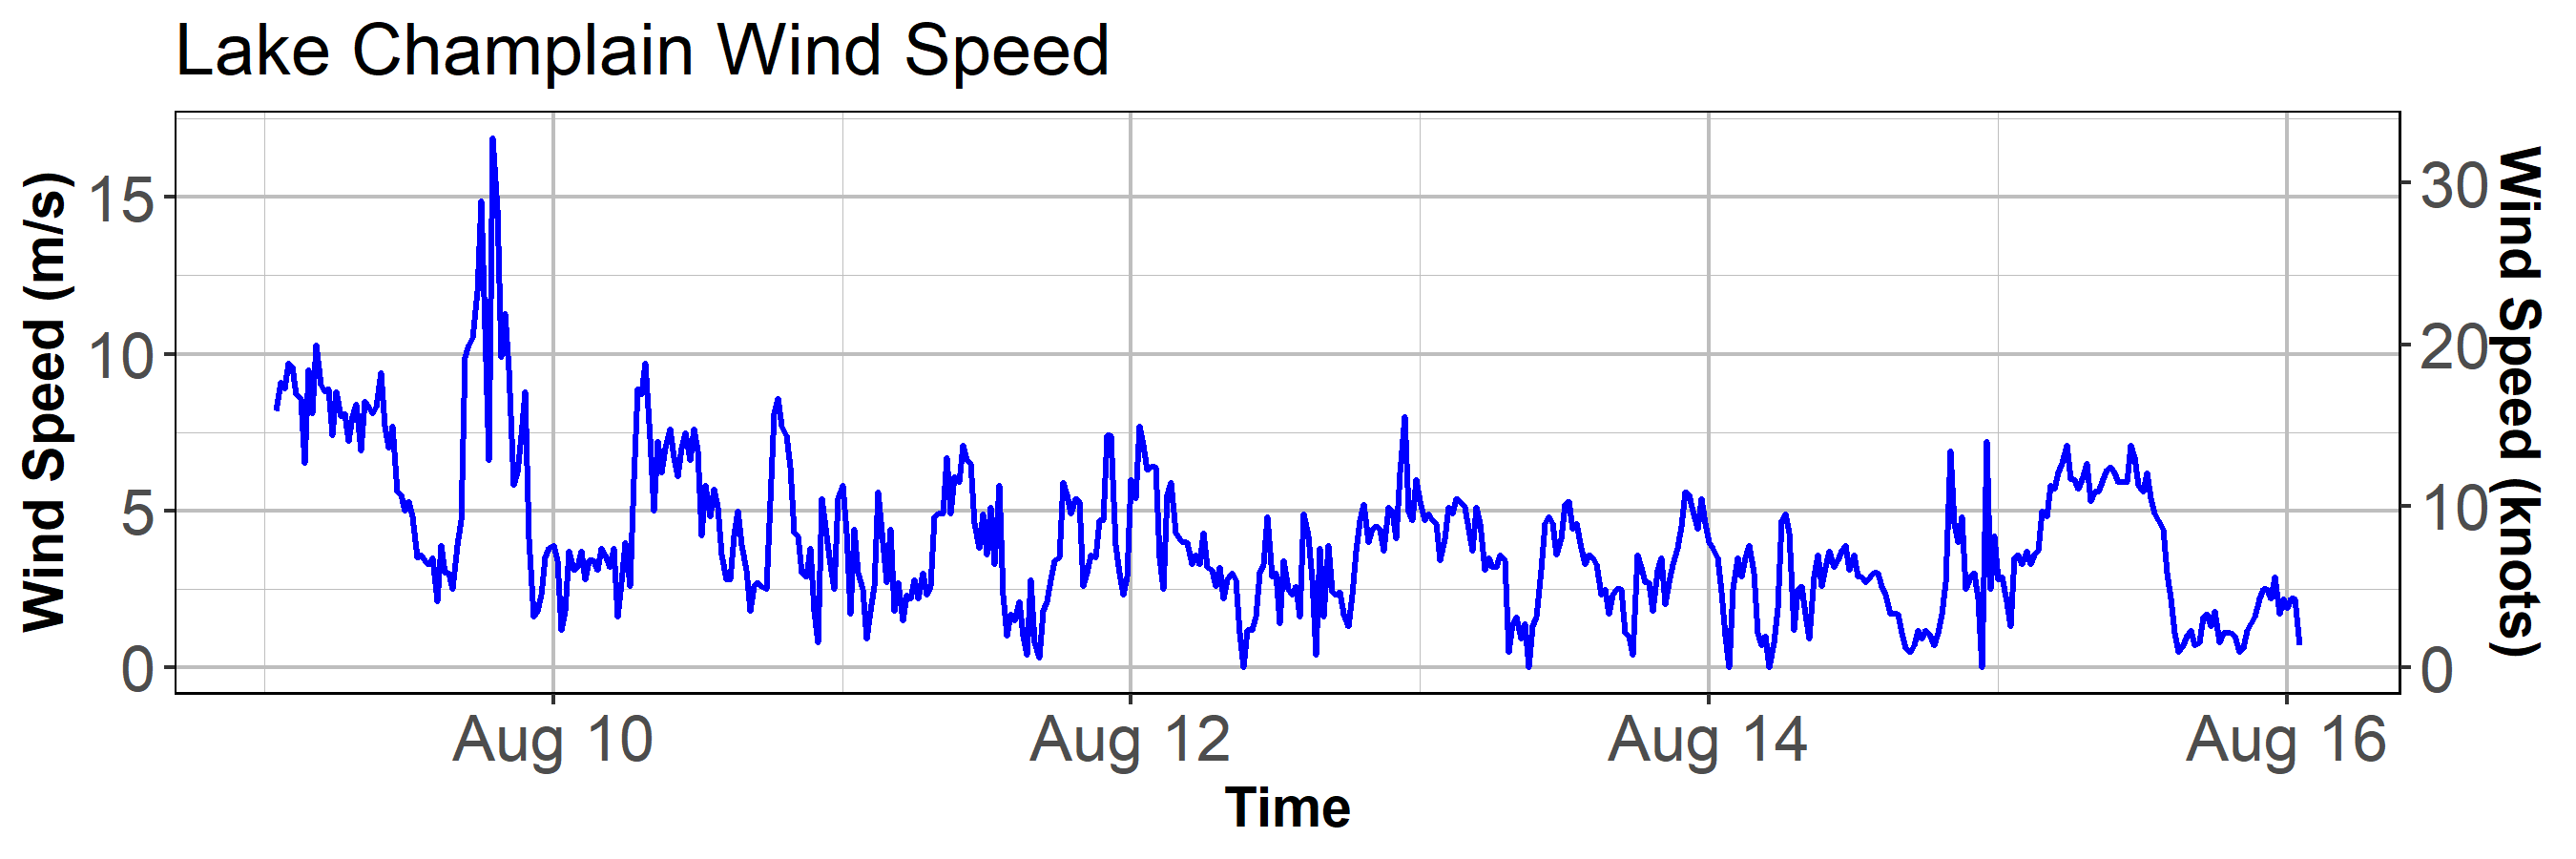 Lake Champlain Wind Speed
Wind Speed (m/s)
15
10
5
0
30
20
10
0
Wind Speed (knots)
Aug 10
Aug 12
Aug 14
Aug 16
Time